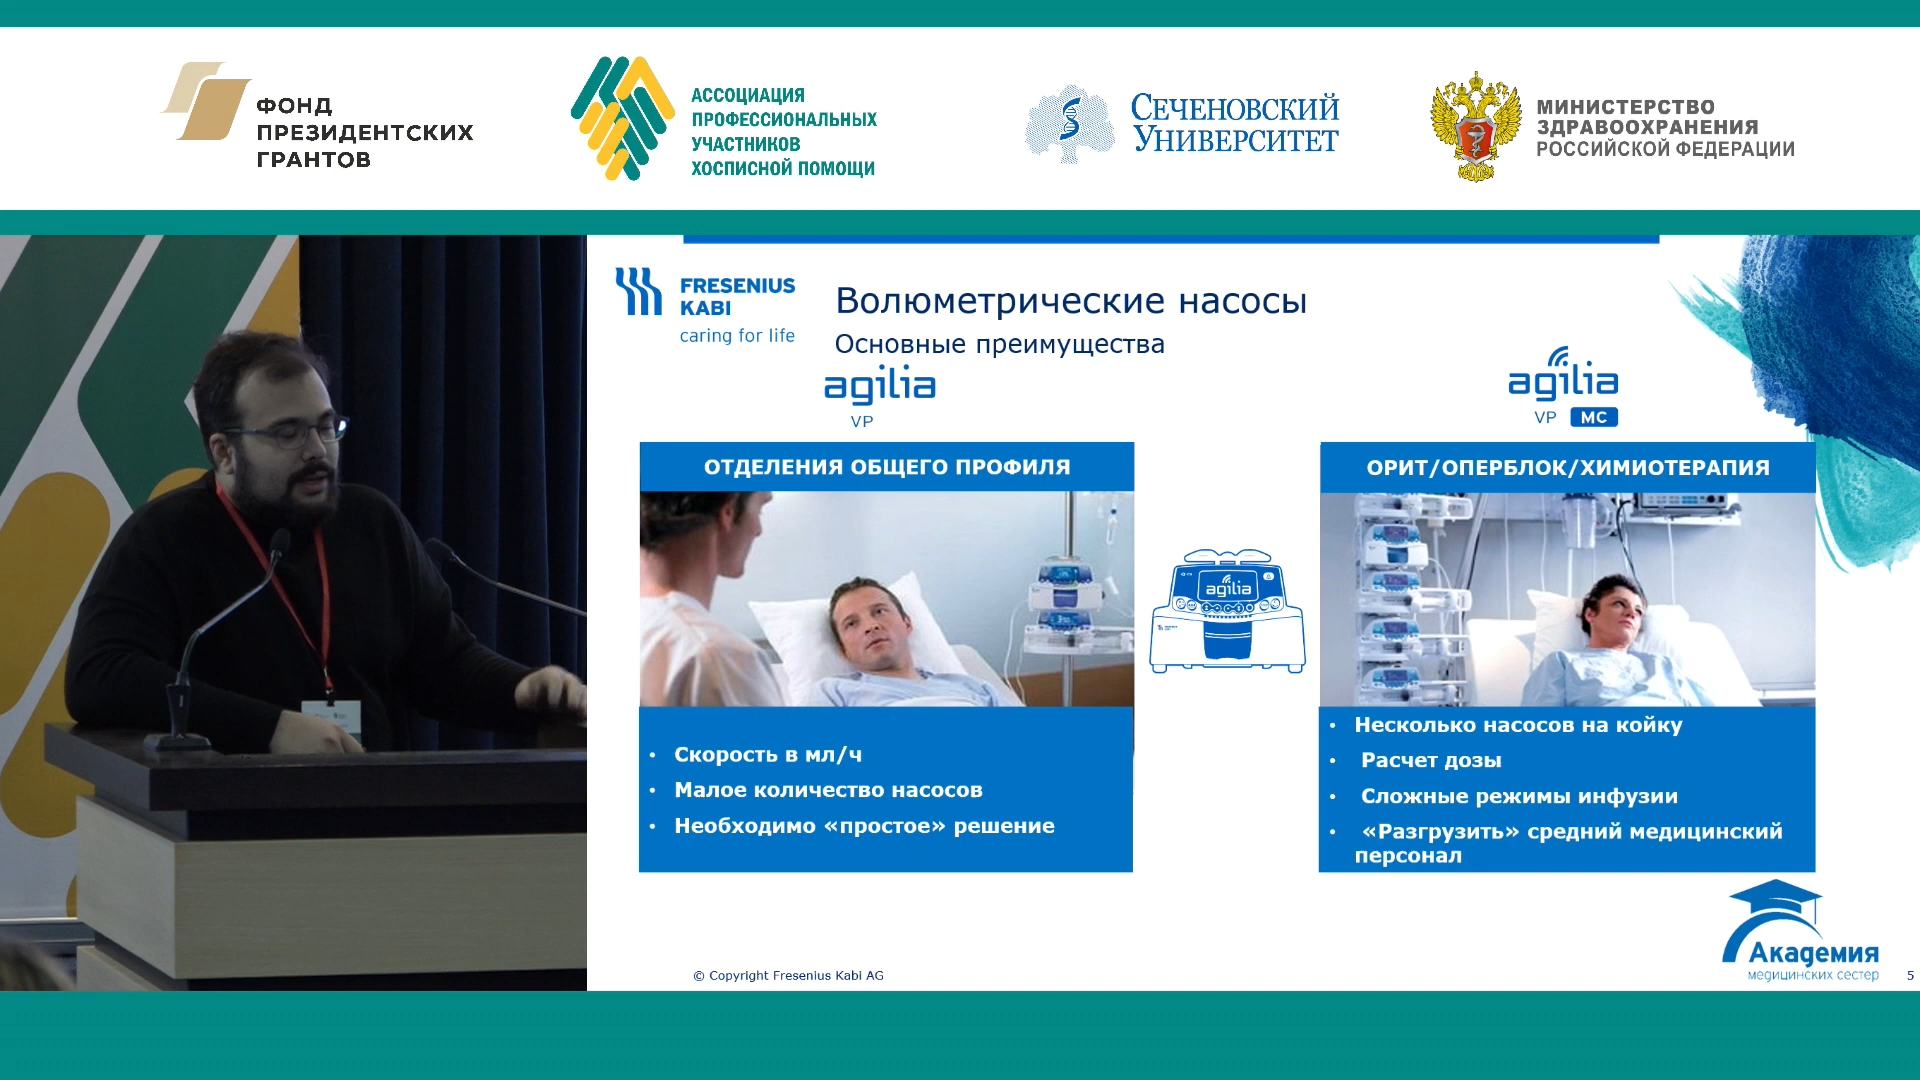 ФОНД
ПРЕЗИДЕНТСКИХ
ГРАНТОВ
АССОЦИАЦИЯ
ПРОФЕССИОНАЛЬНЫХ
УЧАСТНИКОВ
ХОСПИСНОЙ ПОМОЩИ
СЕЧЕНОВСКИЙ
УНИВЕРСИТЕТ
МИНИСТЕРСТВО
ЗДРАВООХРАНЕНИЯ
РОССИЙСКОЙ ФЕДЕРАЦИИ
FRESENIUS
KABI
caring for life
Волюметрические насосы
Основные преимущества
agilia
VP
agilia
VP MC
ОТДЕЛЕНИЯ ОБЩЕГО ПРОФИЛЯ
ОРИТ/ОПЕРБЛОК/ХИМИОТЕРАПИЯ
agilia
• Скорость в мл/ч
• Малое количество насосов
• Необходимо «простое» решение
• Несколько насосов на койку
• Расчет дозы
• Сложные режимы инфузии
• «Разгрузить» средний медицинский
персонал
Академия
медицинских сестер
© Copyright Fresenius Kabi AG
5